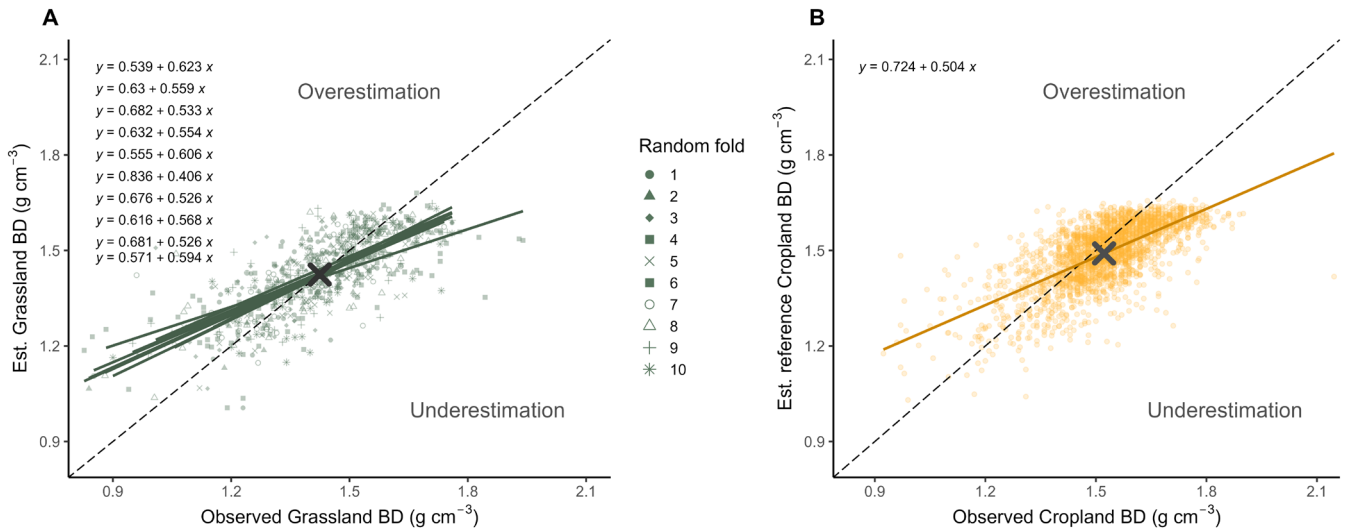 A
2.1
1.8
1.5
1.2
0.9
Est. Grassland BD (g cm⁻³)
y = 0.539 + 0.623 x
y = 0.63 + 0.559 x
y = 0.682 + 0.533 x
y = 0.632 + 0.554 x
y = 0.555 + 0.606 x
y = 0.836 + 0.406 x
y = 0.676 + 0.526 x
y = 0.616 + 0.568 x
y = 0.681 + 0.526 x
y = 0.571 + 0.594 x
Overestimation
Underestimation
0.9 1.2 1.5 1.8 2.1
Observed Grassland BD (g cm⁻³)
Random fold
1
2
3
4
5
6
7
8
9
10
B
2.1
1.8
1.5
1.2
0.9
Est. reference Cropland BD (g cm⁻³)
y = 0.724 + 0.504 x
Overestimation
Underestimation
0.9 1.2 1.5 1.8 2.1
Observed Cropland BD (g cm⁻³)